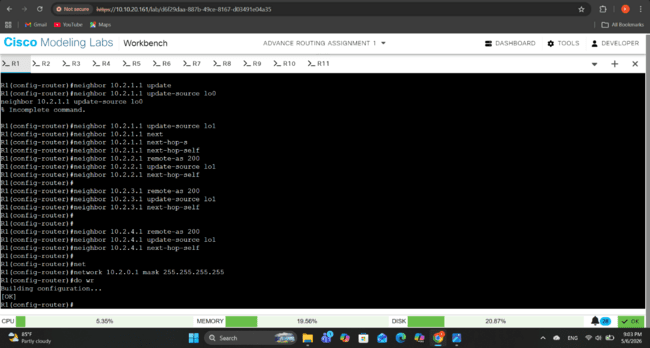 Not secure https://10.10.20.161/lab/d6f29daa-887b-49ce-8167-d83491e04a35
Gmail YouTube Maps All Bookmarks
Cisco Modeling Labs Workbench ADVANCE ROUTING ASSIGNMENT 1 DASHBOARD TOOLS DEVELOPER
R1 R2 R3 R4 R5 R6 R7 R8 R9 R10 R11
R1(config-router)#neighbor 10.2.1.1 update
R1(config-router)#neighbor 10.2.1.1 update-source lo0
neighbor 10.2.1.1 update-source lo0
% Incomplete command.
R1(config-router)#neighbor 10.2.1.1 update-source lo1
R1(config-router)#neighbor 10.2.1.1 next
R1(config-router)#neighbor 10.2.1.1 next-hop-s
R1(config-router)#neighbor 10.2.1.1 next-hop-self
R1(config-router)#neighbor 10.2.2.1 remote-as 200
R1(config-router)#neighbor 10.2.2.1 update-source lo1
R1(config-router)#neighbor 10.2.2.1 next-hop-self
R1(config-router)#
R1(config-router)#neighbor 10.2.3.1 remote-as 200
R1(config-router)#neighbor 10.2.3.1 update-source lo1
R1(config-router)#neighbor 10.2.3.1 next-hop-self
R1(config-router)#
R1(config-router)#
R1(config-router)#neighbor 10.2.4.1 remote-as 200
R1(config-router)#neighbor 10.2.4.1 update-source lo1
R1(config-router)#neighbor 10.2.4.1 next-hop-self
R1(config-router)#
R1(config-router)#net
R1(config-router)#network 10.2.0.1 mask 255.255.255.255
R1(config-router)#do wr
Building configuration...
[OK]
R1(config-router)#
CPU 5.35% MEMORY 19.56% DISK 20.87% 28 OK
85°F
Partly cloudy
Search
ENG
9:03 PM
5/6/2026